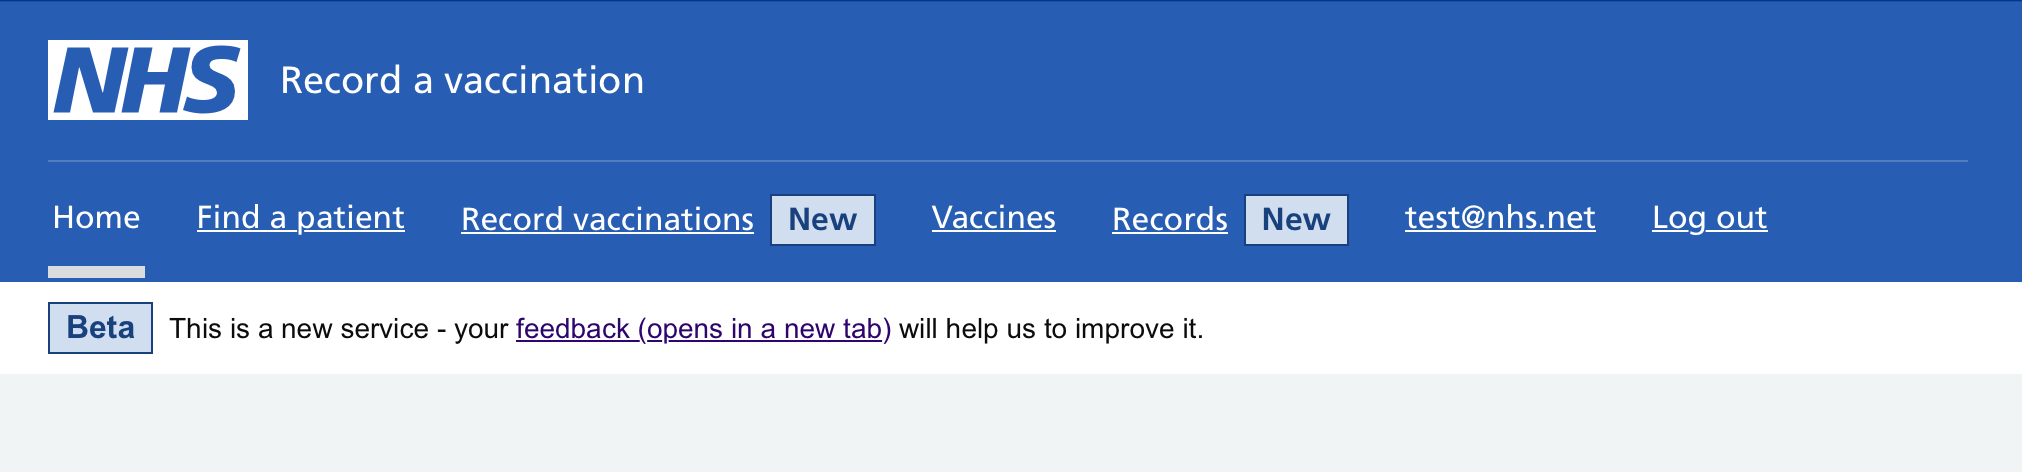 NHS Record a vaccination
Home Find a patient Record vaccinations New Vaccines Records New test@nhs.net Log out
Beta This is a new service - your feedback (opens in a new tab) will help us to improve it.